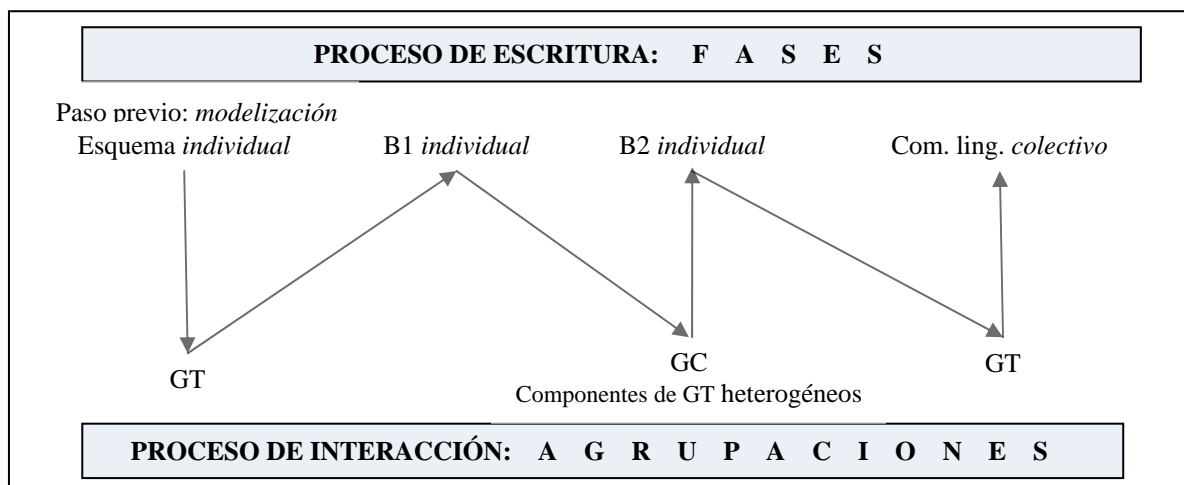 PROCESO DE ESCRITURA: F A S E S
Paso previo: modelización
Esquema individual B1 individual B2 individual Com. ling. colectivo
GT GC GT
Componentes de GT heterogéneos
PROCESO DE INTERACCIÓN: A G R U P A C I O N E S